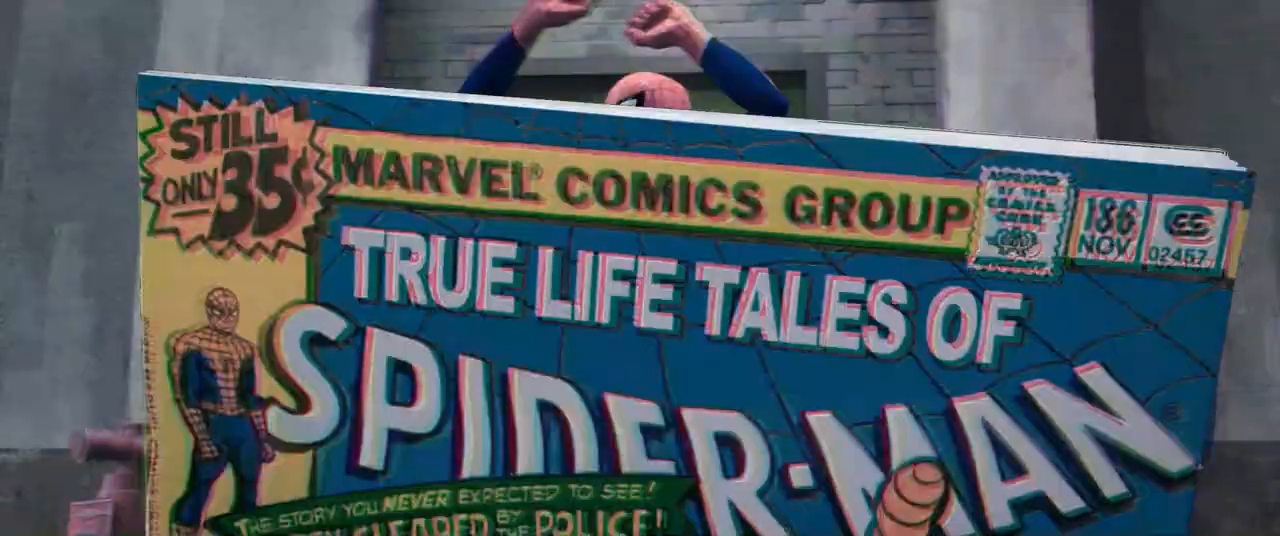 STILL
ONLY 35¢
MARVEL® COMICS GROUP
APPROVED
BY THE
COMICS
CODE
186
NOV.
02457
TRUE LIFE TALES OF
SPIDER-MAN
THE STORY YOU NEVER EXPECTED TO SEE!
CLEARED BY THE POLICE!